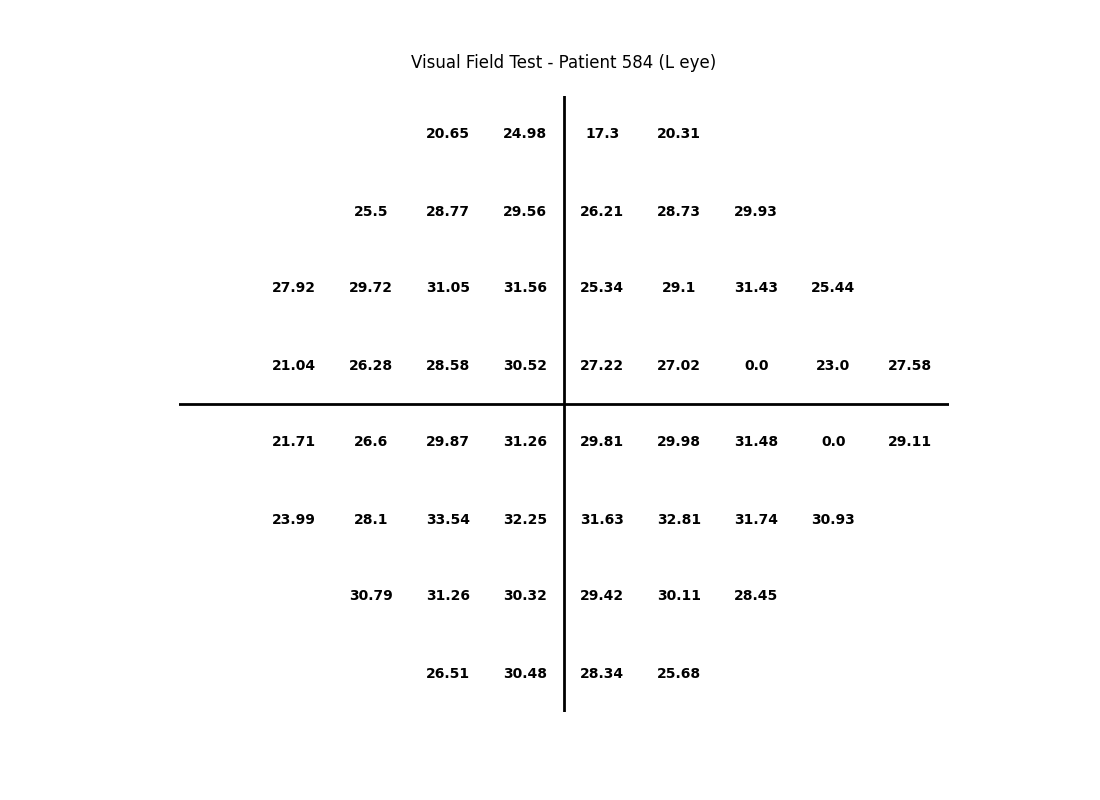 Visual Field Test - Patient 584 (L eye)
20.65 24.98 17.3 20.31
25.5 28.77 29.56 26.21 28.73 29.93
27.92 29.72 31.05 31.56 25.34 29.1 31.43 25.44
21.04 26.28 28.58 30.52 27.22 27.02 0.0 23.0 27.58
21.71 26.6 29.87 31.26 29.81 29.98 31.48 0.0 29.11
23.99 28.1 33.54 32.25 31.63 32.81 31.74 30.93
30.79 31.26 30.32 29.42 30.11 28.45
26.51 30.48 28.34 25.68